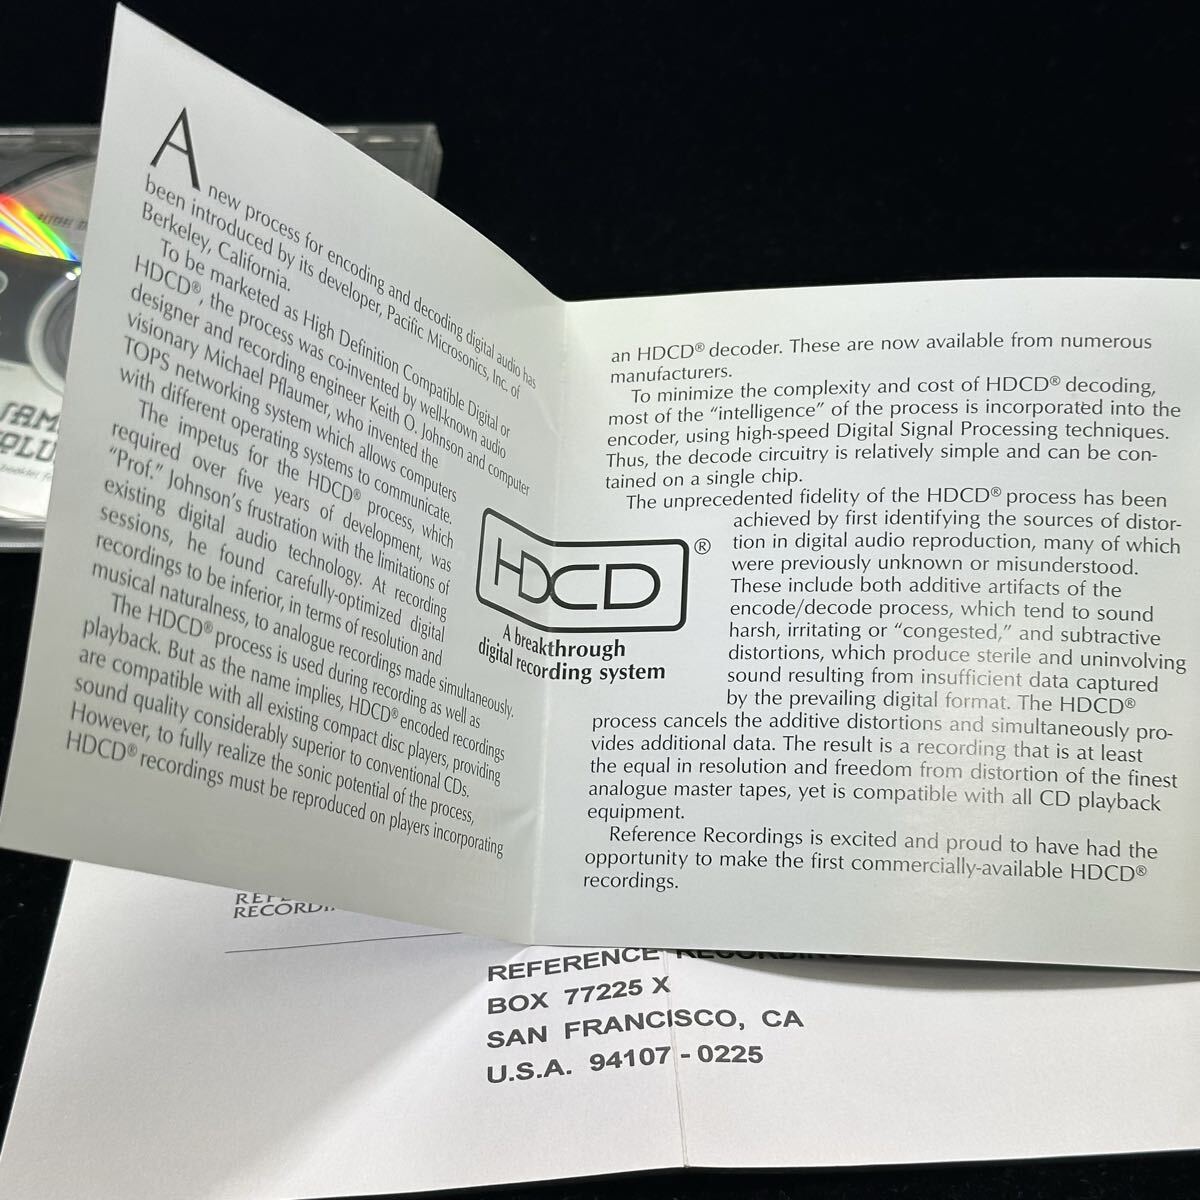 A
new process for encoding and decoding digital audio has
been introduced by its developer, Pacific Microsonics, Inc. of
Berkeley, California.
To be marketed as High Definition Compatible Digital or
HDCD®, the process was co-invented by well-known audio
designer and recording engineer Keith O. Johnson and computer
visionary Michael Pflaumer, who invented the
TOPS networking system which allows computers
with different operating systems to communicate.
The impetus for the HDCD® process, which
required over five years of development, was
"Prof." Johnson's frustration with the limitations of
existing digital audio technology. At recording
sessions, he found carefully-optimized digital
recordings to be inferior, in terms of resolution and
musical naturalness, to analogue recordings made simultaneously.
The HDCD® process is used during recording as well as
playback. But as the name implies, HDCD® encoded recordings
are compatible with all existing compact disc players, providing
sound quality considerably superior to conventional CDs.
However, to fully realize the sonic potential of the process,
HDCD® recordings must be reproduced on players incorporating
HDCD®
A breakthrough
digital recording system
an HDCD® decoder. These are now available from numerous
manufacturers.
To minimize the complexity and cost of HDCD® decoding,
most of the "intelligence" of the process is incorporated into the
encoder, using high-speed Digital Signal Processing techniques.
Thus, the decode circuitry is relatively simple and can be con-
tained on a single chip.
The unprecedented fidelity of the HDCD® process has been
achieved by first identifying the sources of distor-
tion in digital audio reproduction, many of which
were previously unknown or misunderstood.
These include both additive artifacts of the
encode/decode process, which tend to sound
harsh, irritating or "congested," and subtractive
distortions, which produce sterile and uninvolving
sound resulting from insufficient data captured
by the prevailing digital format. The HDCD®
process cancels the additive distortions and simultaneously pro-
vides additional data. The result is a recording that is at least
the equal in resolution and freedom from distortion of the finest
analogue master tapes, yet is compatible with all CD playback
equipment.
Reference Recordings is excited and proud to have had the
opportunity to make the first commercially-available HDCD®
recordings.
REFERENCE RECORDINGS
BOX 77225 X
SAN FRANCISCO, CA
U.S.A. 94107-0225